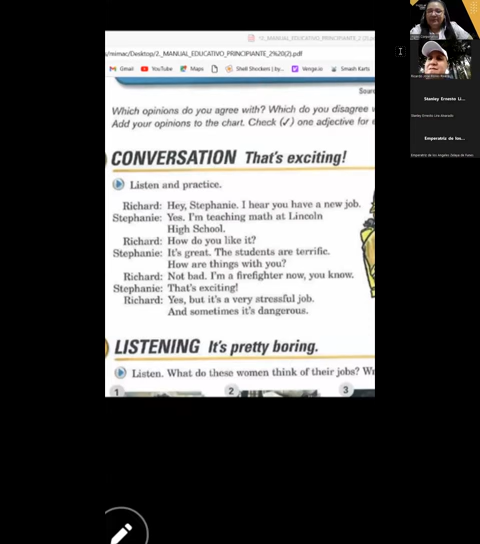 15_MANUAL_EDUCATIVO_PRINCIPIANTE_2
/mimac/Desktop/2_MANUAL_EDUCATIVO_PRINCIPIANTE_2%20(2).pdf
Gmail YouTube Maps Shell Shockers | by... Venge.io Smash Karts
Which opinions do you agree with? Which do you disagree
Add your opinions to the chart. Check (✓) one adjective for
CONVERSATION That's exciting!
Listen and practice.
Richard: Hey, Stephanie. I hear you have a new job.
Stephanie: Yes. I'm teaching math at Lincoln
High School.
Richard: How do you like it?
Stephanie: It's great. The students are terrific.
How are things with you?
Richard: Not bad. I'm a firefighter now, you know.
Stephanie: That's exciting!
Richard: Yes, but it's a very stressful job.
And sometimes it's dangerous.
LISTENING It's pretty boring.
Listen. What do these women think of their jobs?
1 2 3
Stanley Ernesto U...
Emperatriz de los...